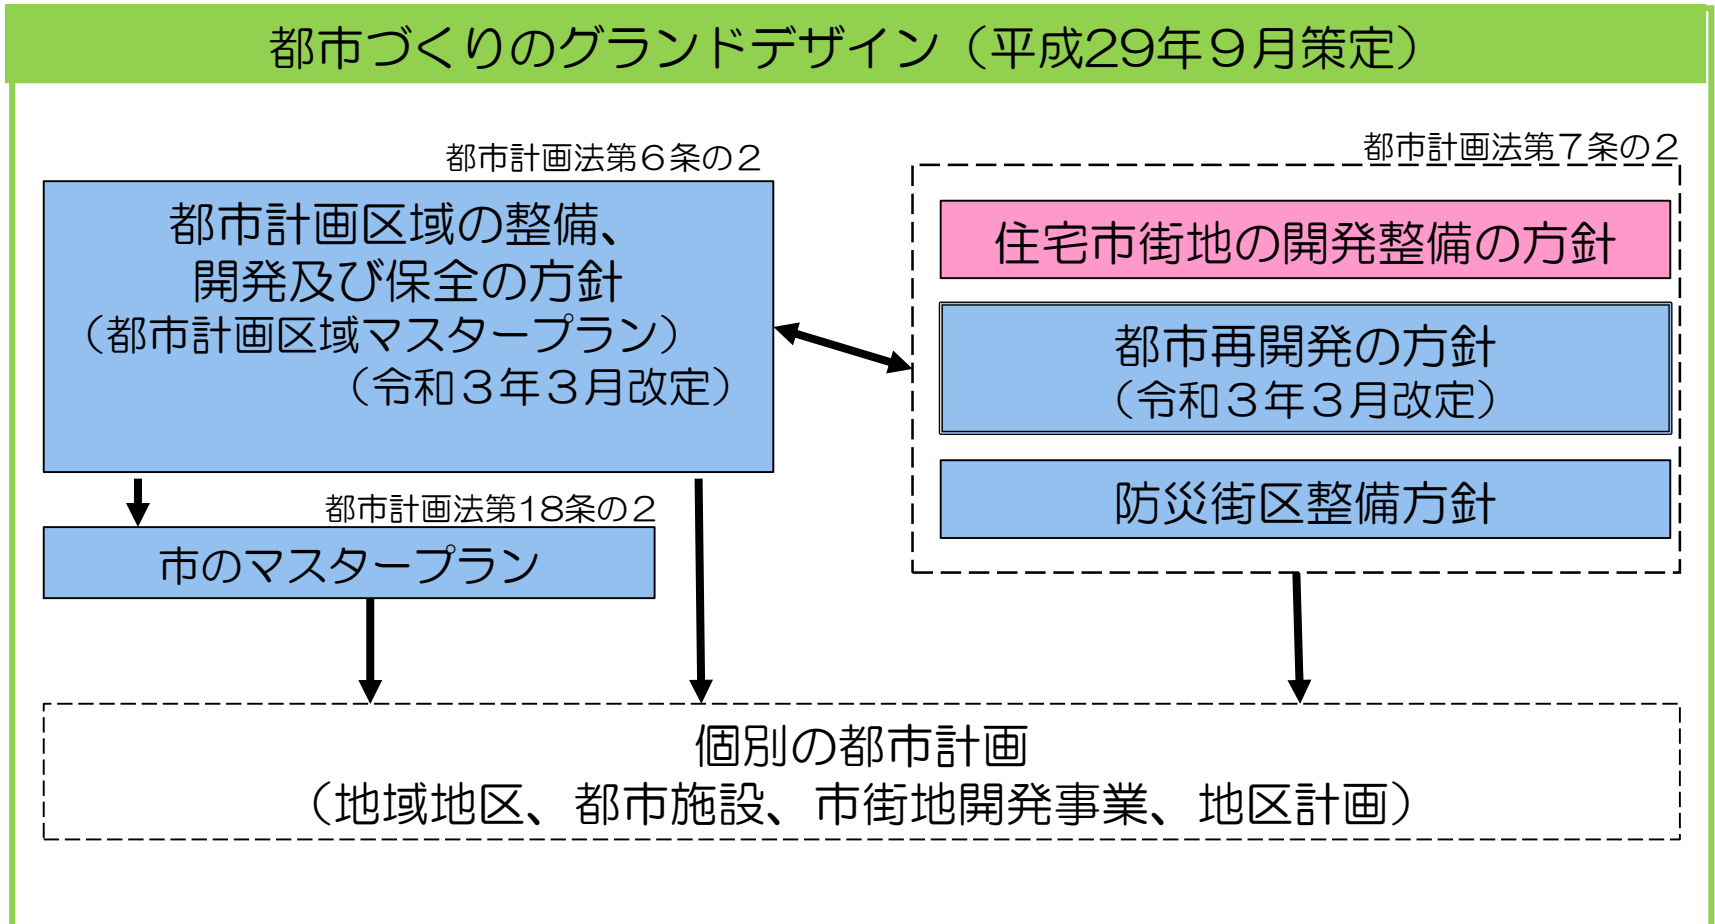 都市づくりのグランドデザイン（平成29年９月策定）
都市計画法第６条の２
都市計画区域の整備、
開発及び保全の方針
（都市計画区域マスタープラン）
（令和３年３月改定）
都市計画法第18条の２
市のマスタープラン
都市計画法第７条の２
住宅市街地の開発整備の方針
都市再開発の方針
（令和３年３月改定）
防災街区整備方針
個別の都市計画
（地域地区、都市施設、市街地開発事業、地区計画）